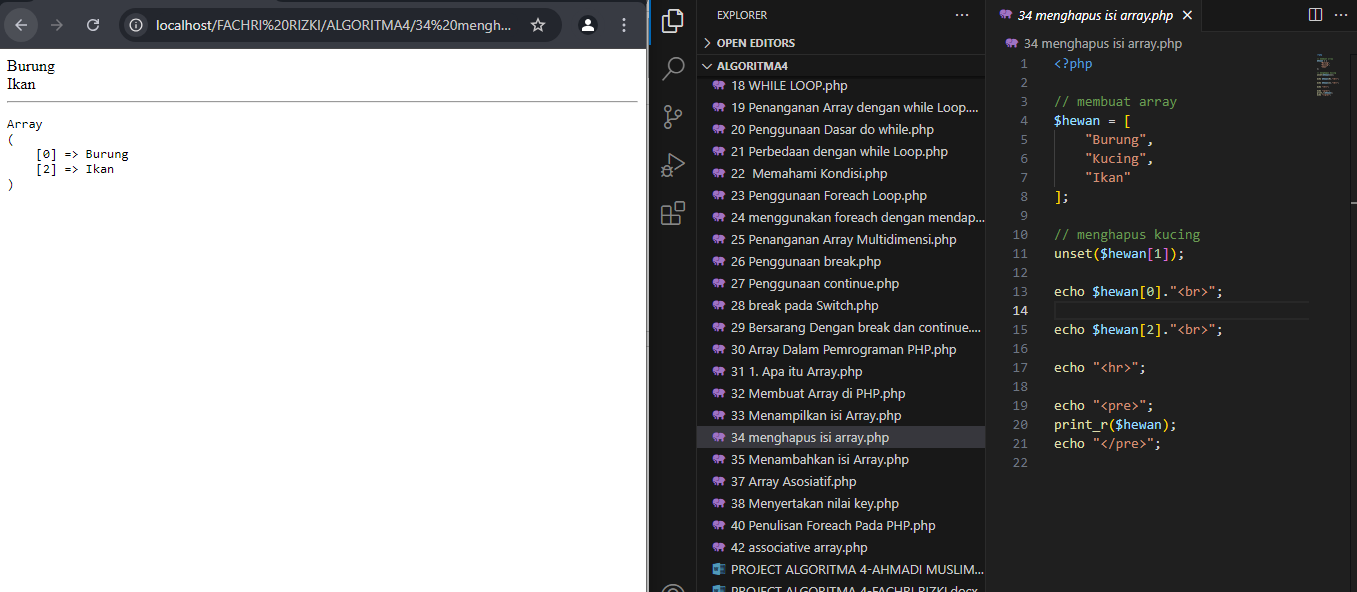 localhost/FACHRI%20RIZKI/ALGORITMA4/34%20mengh...
Burung
Ikan
Array
(
    [0] => Burung
    [2] => Ikan
)
EXPLORER
OPEN EDITORS
ALGORITMA4
18 WHILE LOOP.php
19 Penanganan Array dengan while Loop....
20 Penggunaan Dasar do while.php
21 Perbedaan dengan while Loop.php
22  Memahami Kondisi.php
23 Penggunaan Foreach Loop.php
24 menggunakan foreach dengan mendap...
25 Penanganan Array Multidimensi.php
26 Penggunaan break.php
27 Penggunaan continue.php
28 break pada Switch.php
29 Bersarang Dengan break dan continue....
30 Array Dalam Pemrograman PHP.php
31 1. Apa itu Array.php
32 Membuat Array di PHP.php
33 Menampilkan isi Array.php
34 menghapus isi array.php
35 Menambahkan isi Array.php
37 Array Asosiatif.php
38 Menyertakan nilai key.php
40 Penulisan Foreach Pada PHP.php
42 associative array.php
PROJECT ALGORITMA 4-AHMADI MUSLIM...
PROJECT ALGORITMA 4-FACHRI RIZKI.docx
34 menghapus isi array.php
34 menghapus isi array.php
1 <?php
2
3 // membuat array
4 $hewan = [
5     "Burung",
6     "Kucing",
7     "Ikan"
8 ];
9
10 // menghapus kucing
11 unset($hewan[1]);
12
13 echo $hewan[0]."<br>";
14
15 echo $hewan[2]."<br>";
16
17 echo "<hr>";
18
19 echo "<pre>";
20 print_r($hewan);
21 echo "</pre>";
22